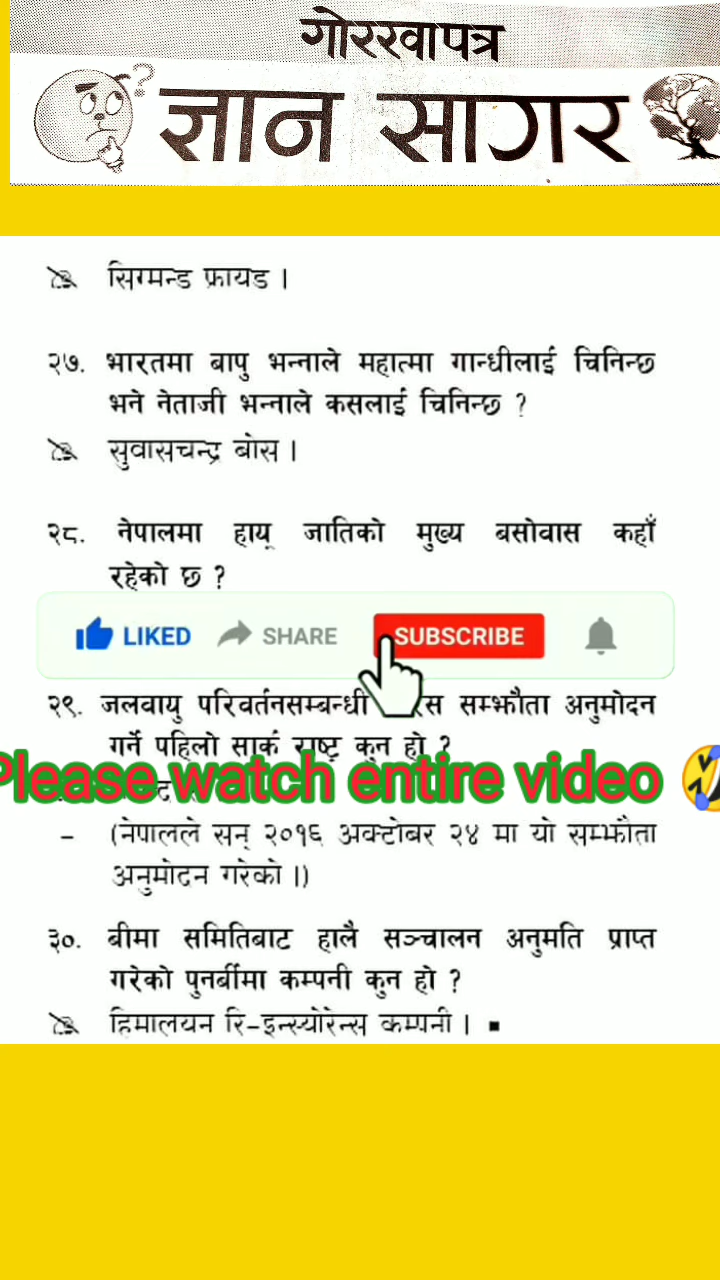 गोरखापत्र
ज्ञान सागर
सिग्मन्ड फ्रायड ।
२७. भारतमा बापु भन्नाले महात्मा गान्धीलाई चिनिन्छ
भने नेताजी भन्नाले कसलाई चिनिन्छ ?
सुवासचन्द्र बोस ।
२८. नेपालमा हायू जातिको मुख्य बसोवास कहाँ
रहेको छ ?
LIKED SHARE SUBSCRIBE
२९. जलवायु परिवर्तनसम्बन्धी सम्झौता अनुमोदन
गर्ने पहिलो सार्क राष्ट्र कुन हो ?
Please watch entire video
– (नेपालले सन् २०१६ अक्टोबर २४ मा यो सम्झौता
अनुमोदन गरेको ।)
३०. बीमा समितिबाट हालै सञ्चालन अनुमति प्राप्त
गरेको पुनर्बीमा कम्पनी कुन हो ?
हिमालयन रि-इन्स्योरेन्स कम्पनी ।